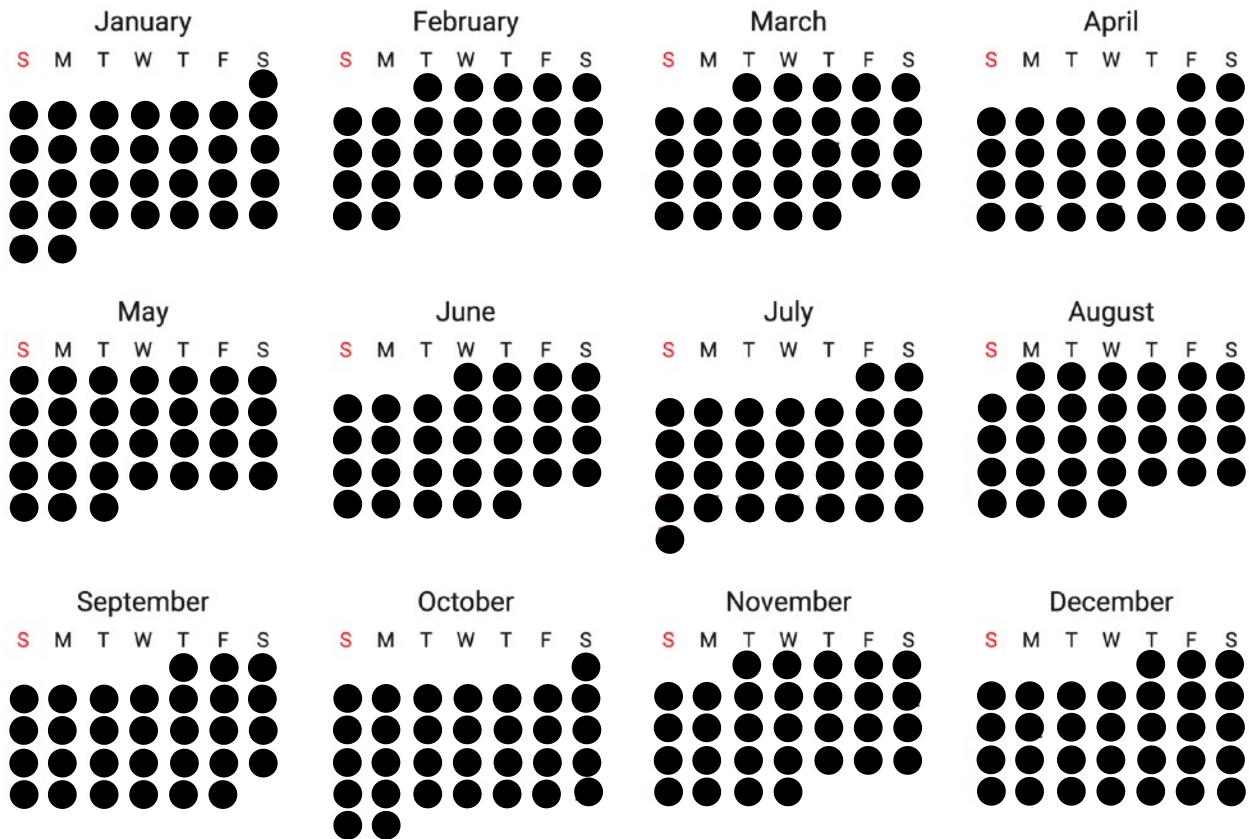 January February March April
S M T W T F S S M T W T F S S M T W T F S S M T W T F S
May June July August
S M T W T F S S M T W T F S S M T W T F S S M T W T F S
September October November December
S M T W T F S S M T W T F S S M T W T F S S M T W T F S